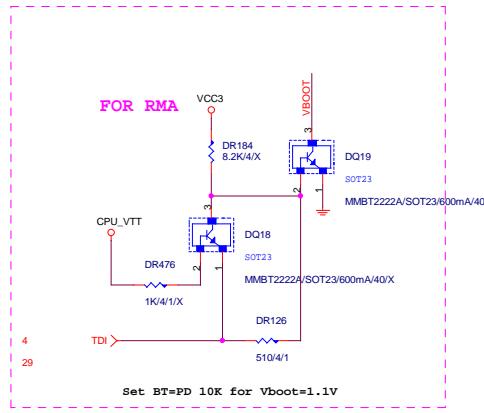 FOR RMA
VCC3
VBOOT
DR184
8.2K/4/X
3
DQ19
SOT23
2
1
MMBT2222A/SOT23/600mA/40
CPU_VTT
3
DQ18
SOT23
2
1
MMBT2222A/SOT23/600mA/40/X
DR476
1K/4/1/X
DR126
4
TDI
29
510/4/1
Set BT=PD 10K for Vboot=1.1V